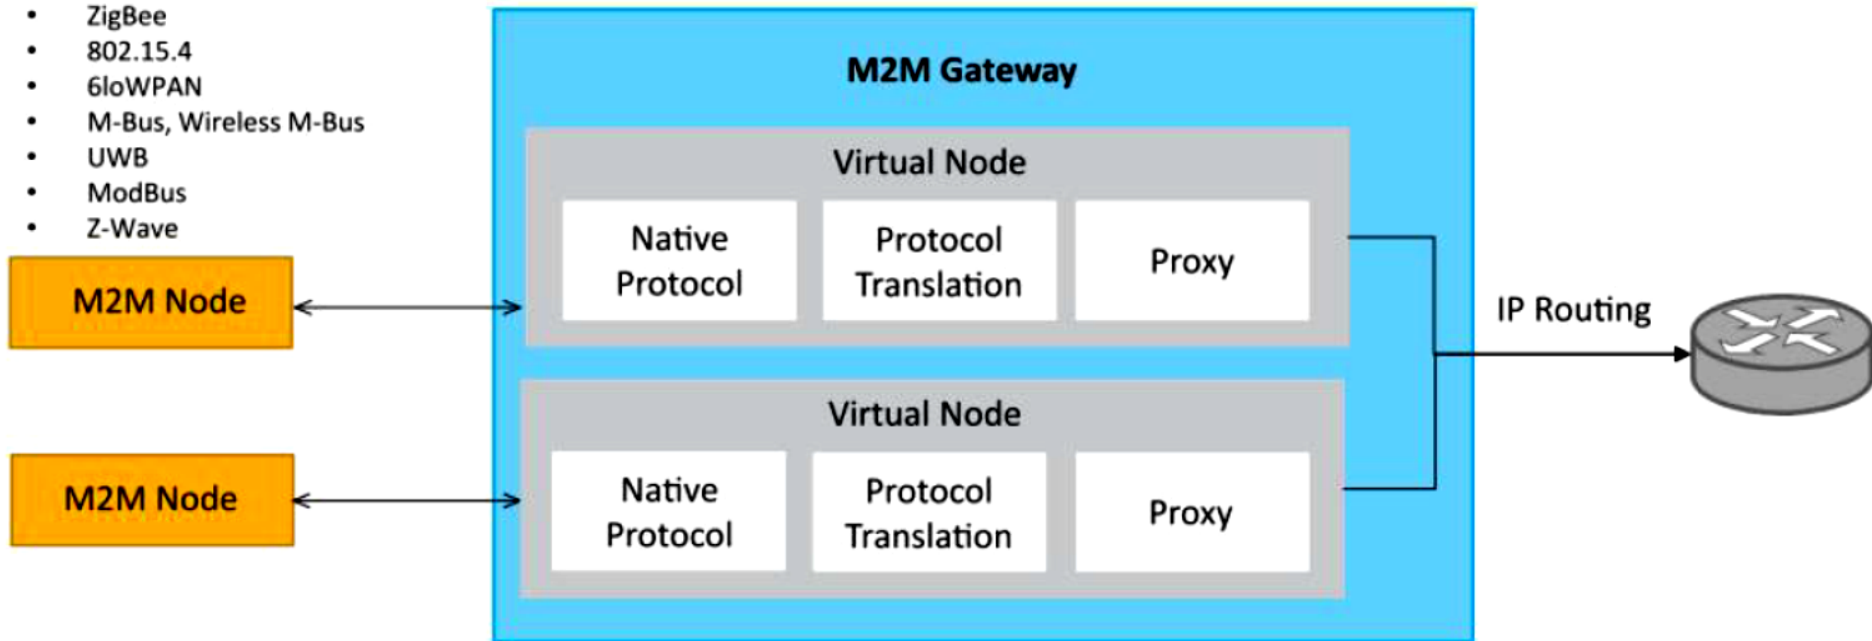 • ZigBee
• 802.15.4
• 6loWPAN
• M-Bus, Wireless M-Bus
• UWB
• ModBus
• Z-Wave
M2M Node
M2M Node
M2M Gateway
Virtual Node
Native
Protocol
Protocol
Translation
Proxy
Virtual Node
Native
Protocol
Protocol
Translation
Proxy
IP Routing